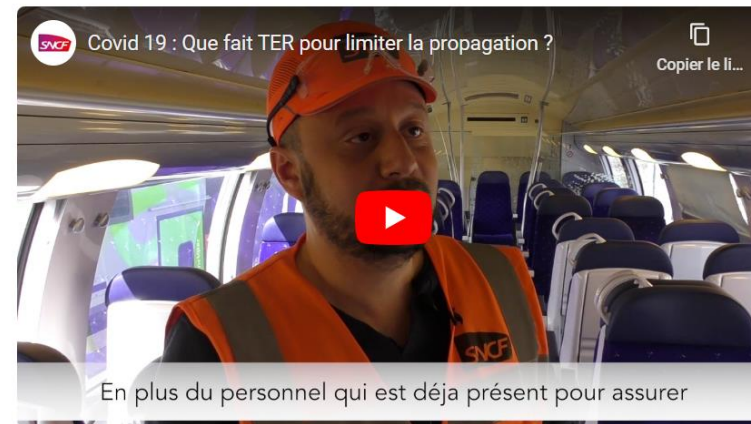 SNCF
Covid 19 : Que fait TER pour limiter la propagation ?
Copier le li...
SNCF
En plus du personnel qui est déja présent pour assurer